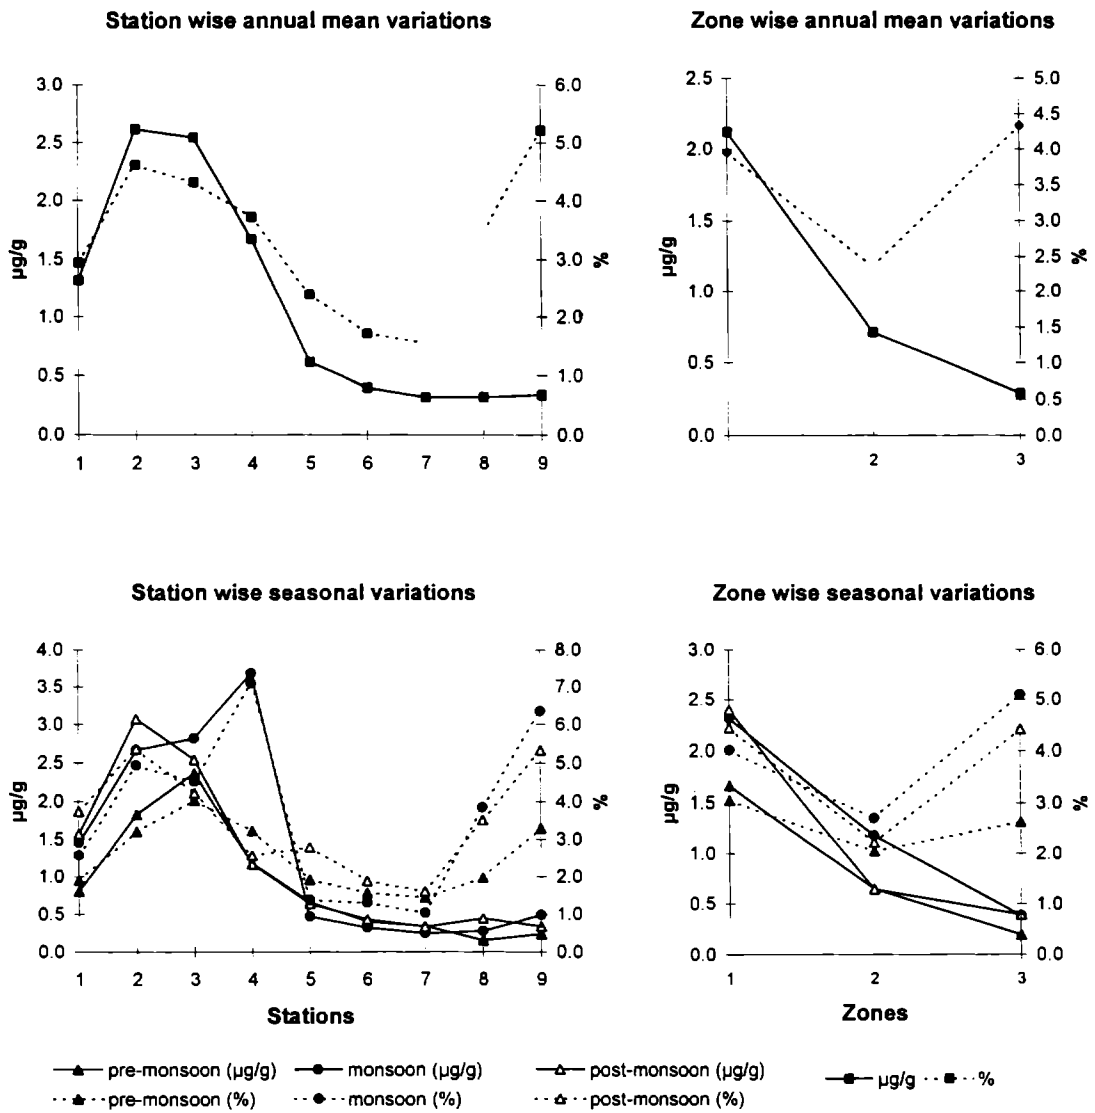 Station wise annual mean variations
Zone wise annual mean variations
3.0 6.0
2.5 5.0
2.0 4.0
1.5 3.0
1.0 2.0
0.5 1.0
0.0 0.0
µg/g
%
1 2 3 4 5 6 7 8 9
2.5 5.0
4.5
2.0 4.0
3.5
1.5 3.0
2.5
1.0 2.0
1.5
0.5 1.0
0.5
0.0 0.0
µg/g
%
2 3
Station wise seasonal variations
Zone wise seasonal variations
4.0 8.0
3.5 7.0
3.0 6.0
2.5 5.0
2.0 4.0
1.5 3.0
1.0 2.0
0.5 1.0
0.0 0.0
µg/g
%
1 2 3 4 5 6 7 8 9
Stations
3.0 6.0
2.5 5.0
2.0 4.0
1.5 3.0
1.0 2.0
0.5 1.0
0.0 0.0
µg/g
%
1 2 3
Zones
pre-monsoon (µg/g) monsoon (µg/g) post-monsoon (µg/g) µg/g %
pre-monsoon (%) monsoon (%) post-monsoon (%)